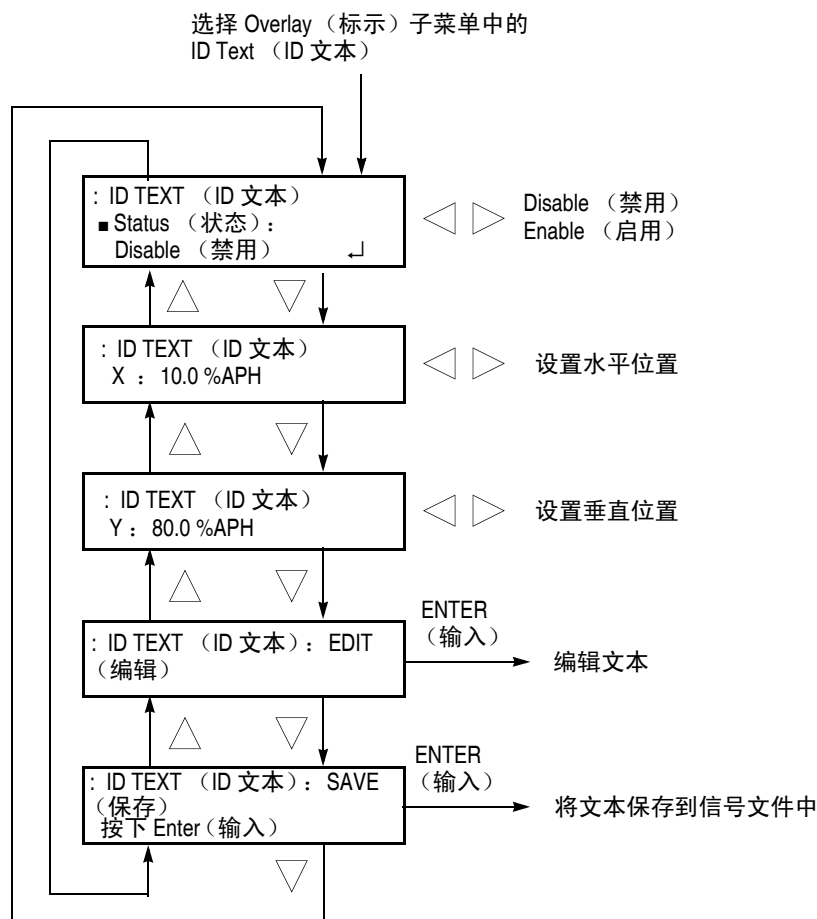 选择 Overlay （标示）子菜单中的
ID Text （ID 文本）
: ID TEXT （ID 文本）
■ Status （状态）:
Disable （禁用） ↵
Disable （禁用）
Enable （启用）
: ID TEXT （ID 文本）
X ： 10.0 %APH
设置水平位置
: ID TEXT （ID 文本）
Y ： 80.0 %APH
设置垂直位置
: ID TEXT （ID 文本）: EDIT
（编辑）
ENTER
（输入）
编辑文本
: ID TEXT （ID 文本）: SAVE
（保存）
按下 Enter（输入）
ENTER
（输入）
将文本保存到信号文件中